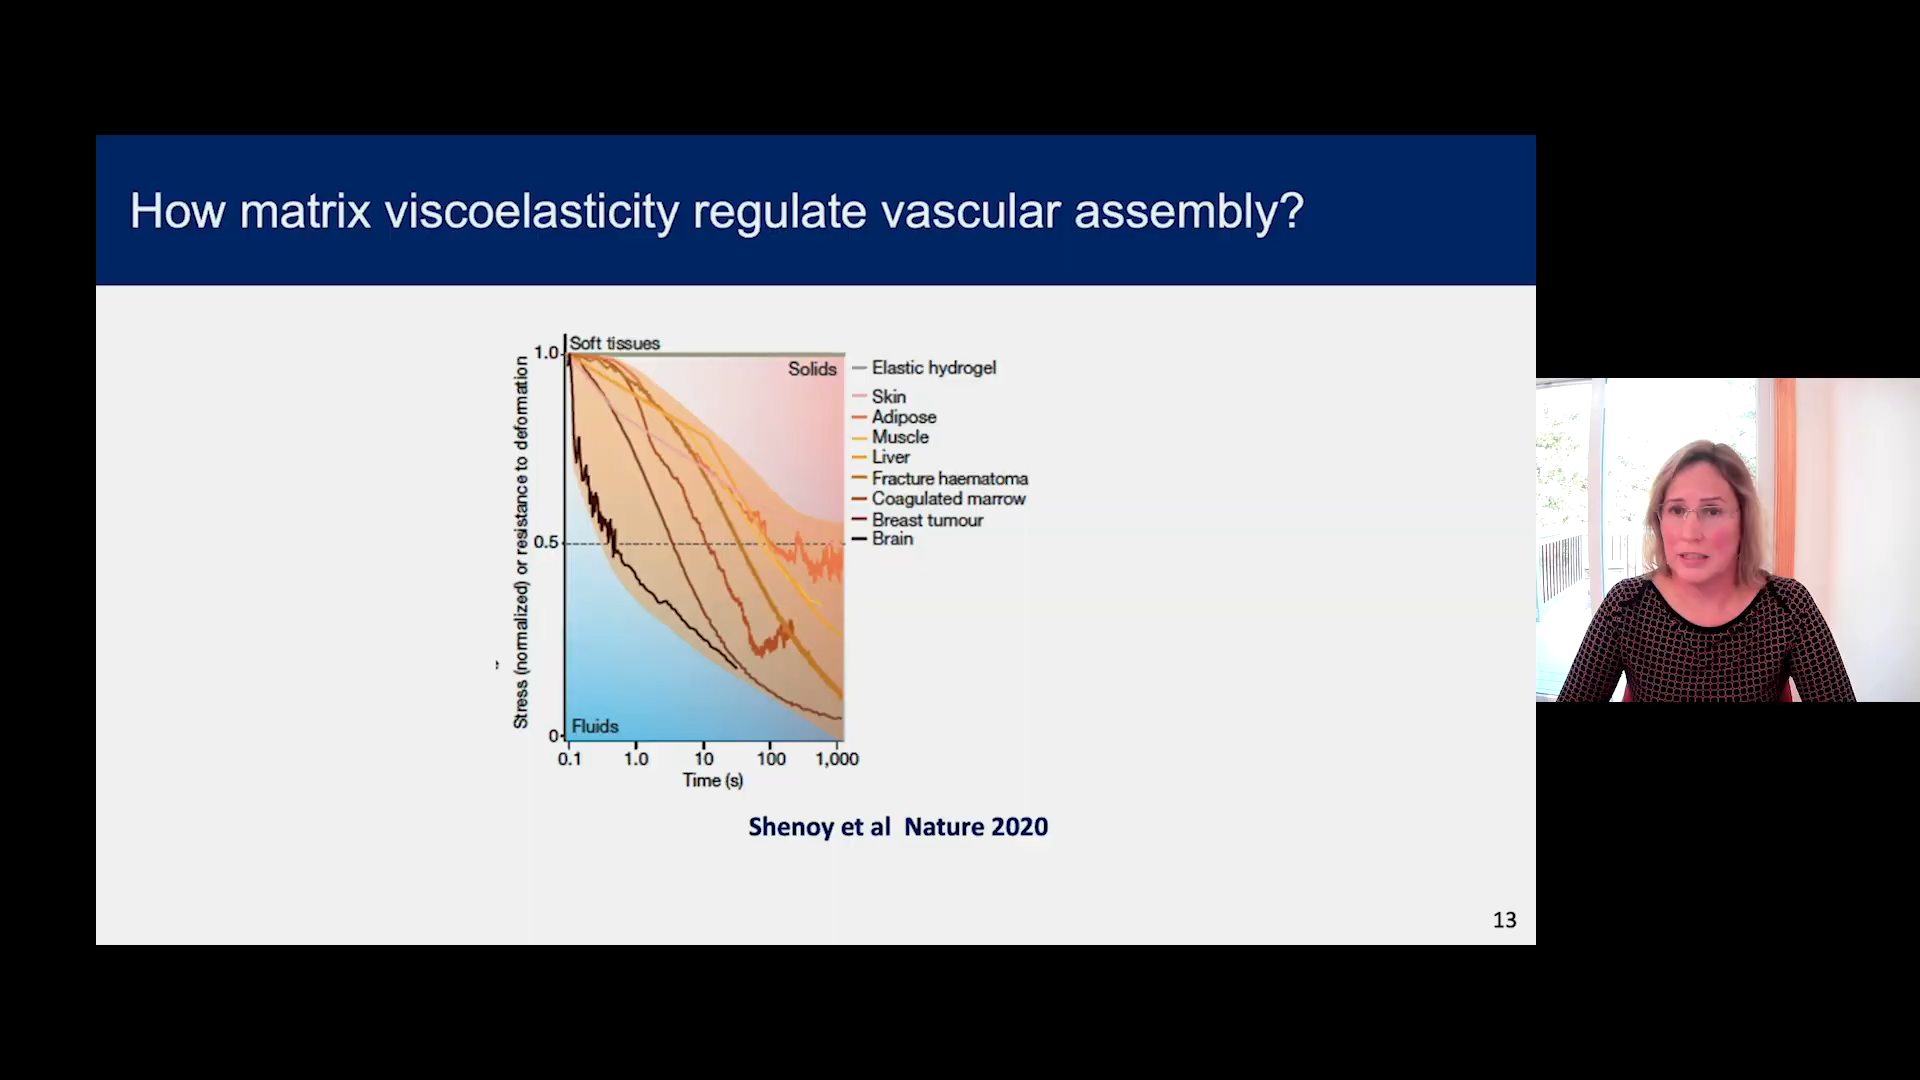 How matrix viscoelasticity regulate vascular assembly?
Soft tissues
Solids
Fluids
Stress (normalized) or resistance to deformation
1.0
0.5
0
0.1
1.0
10
100
1,000
Time (s)
Elastic hydrogel
Skin
Adipose
Muscle
Liver
Fracture haematoma
Coagulated marrow
Breast tumour
Brain
Shenoy et al Nature 2020
13